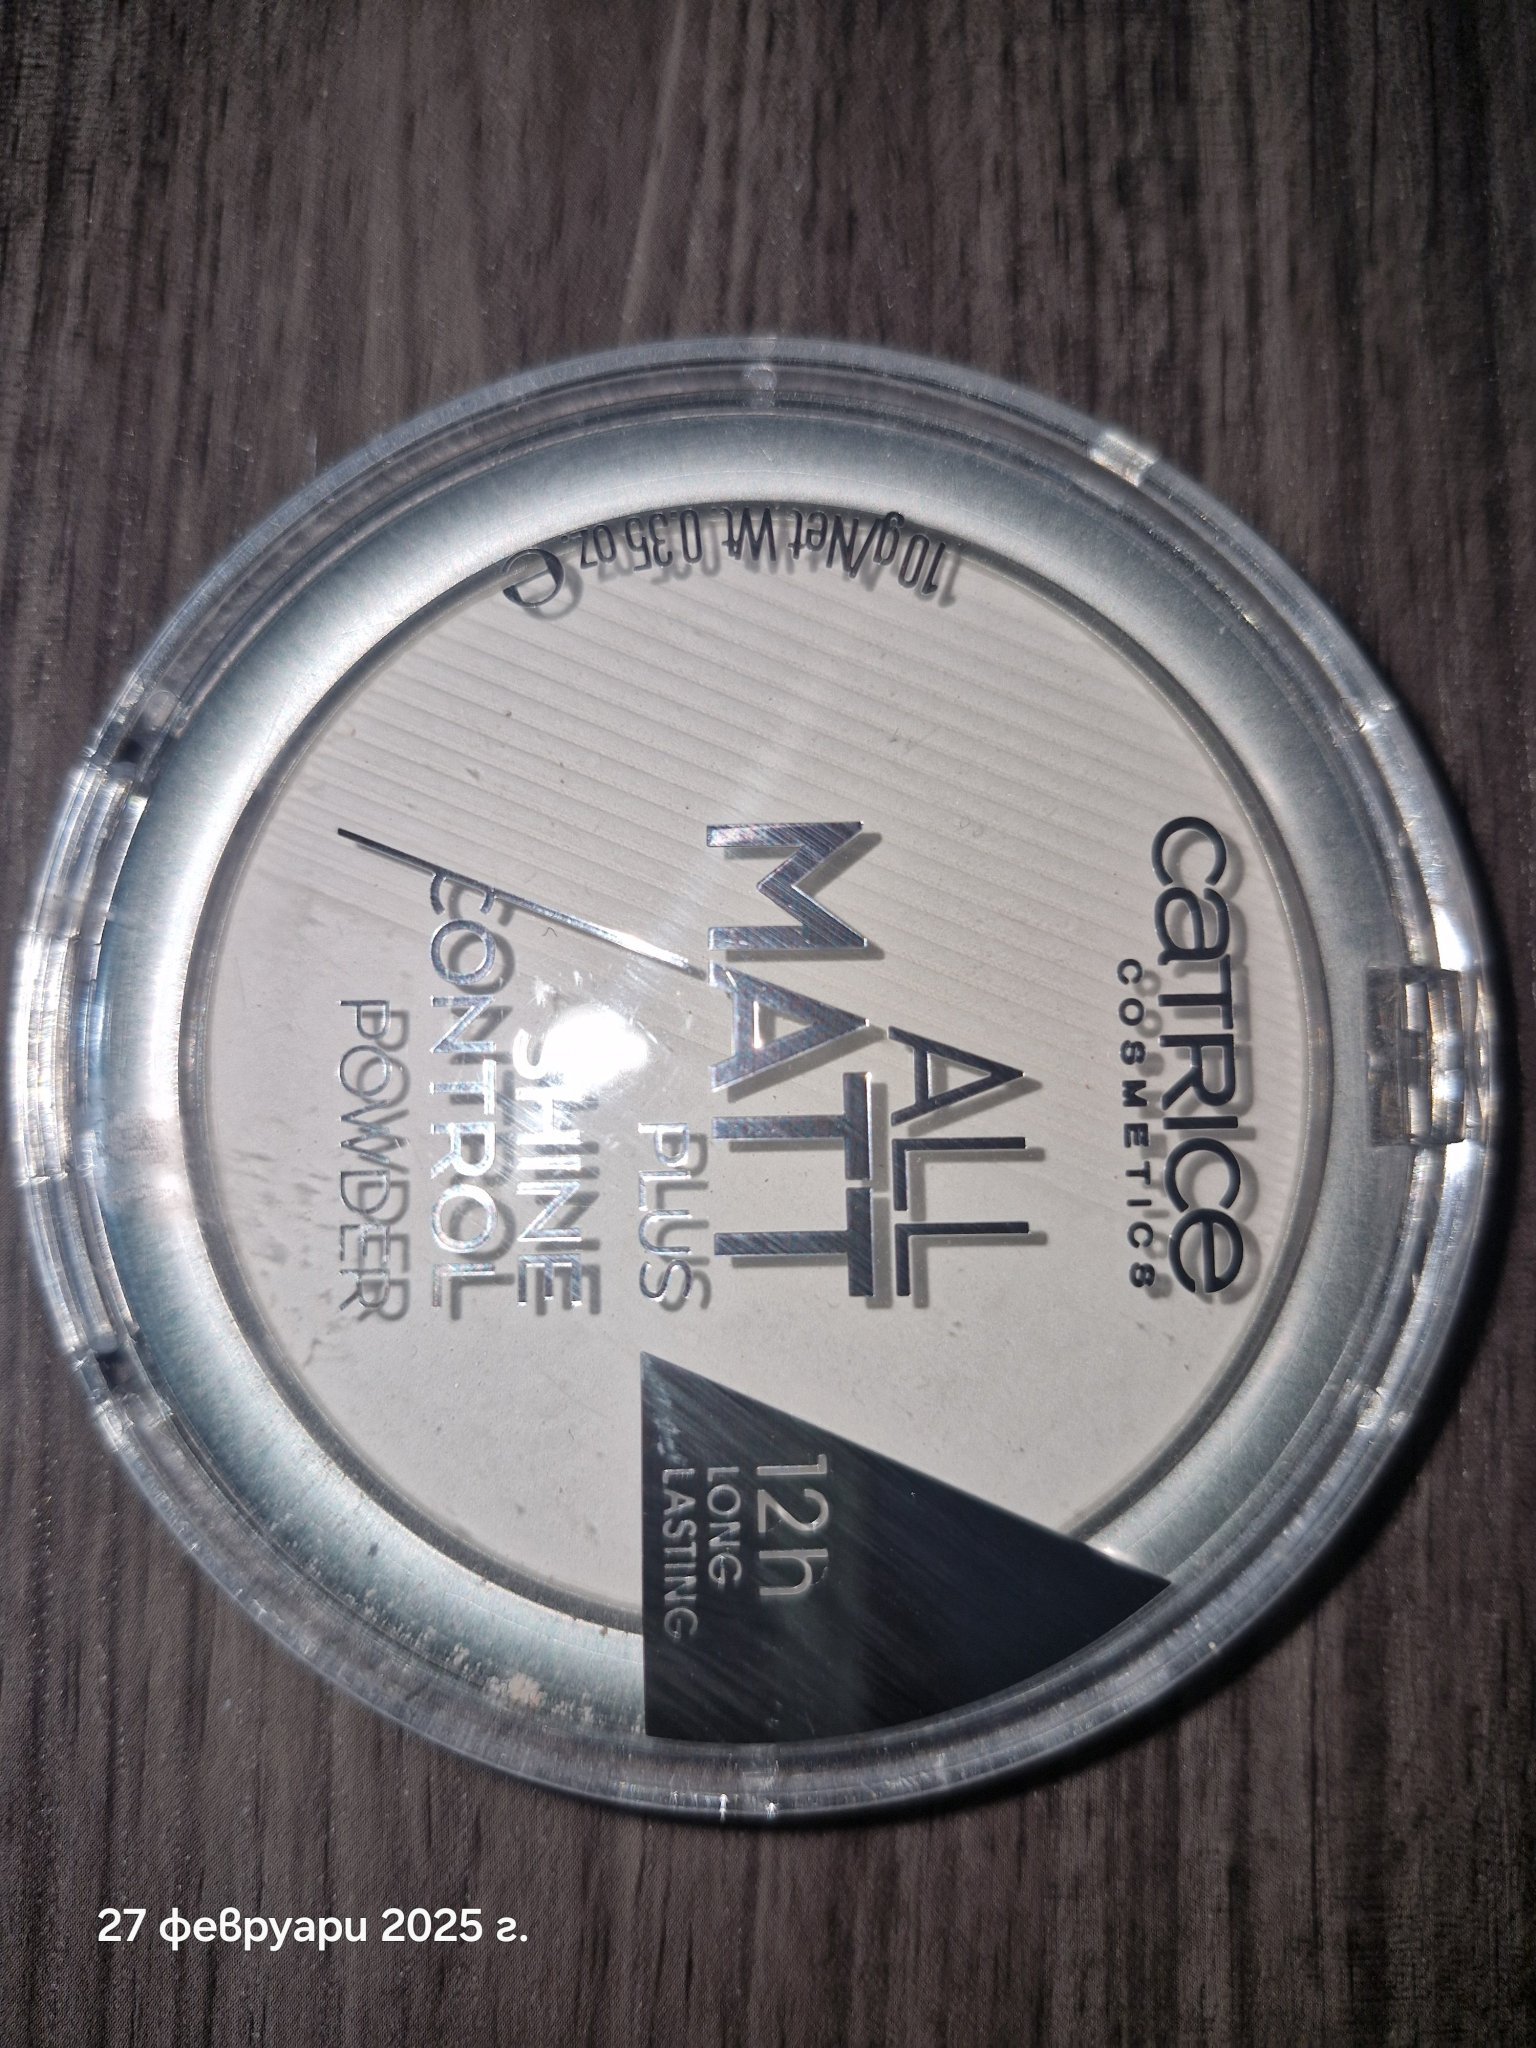 catrice
COSMETICS
ALL
MATT
PLUS
SHINE
CONTROL
POWDER
12h
LONG
LASTING
10g/Net Wt. 0.35 oz. ℮
27 февруари 2025 г.